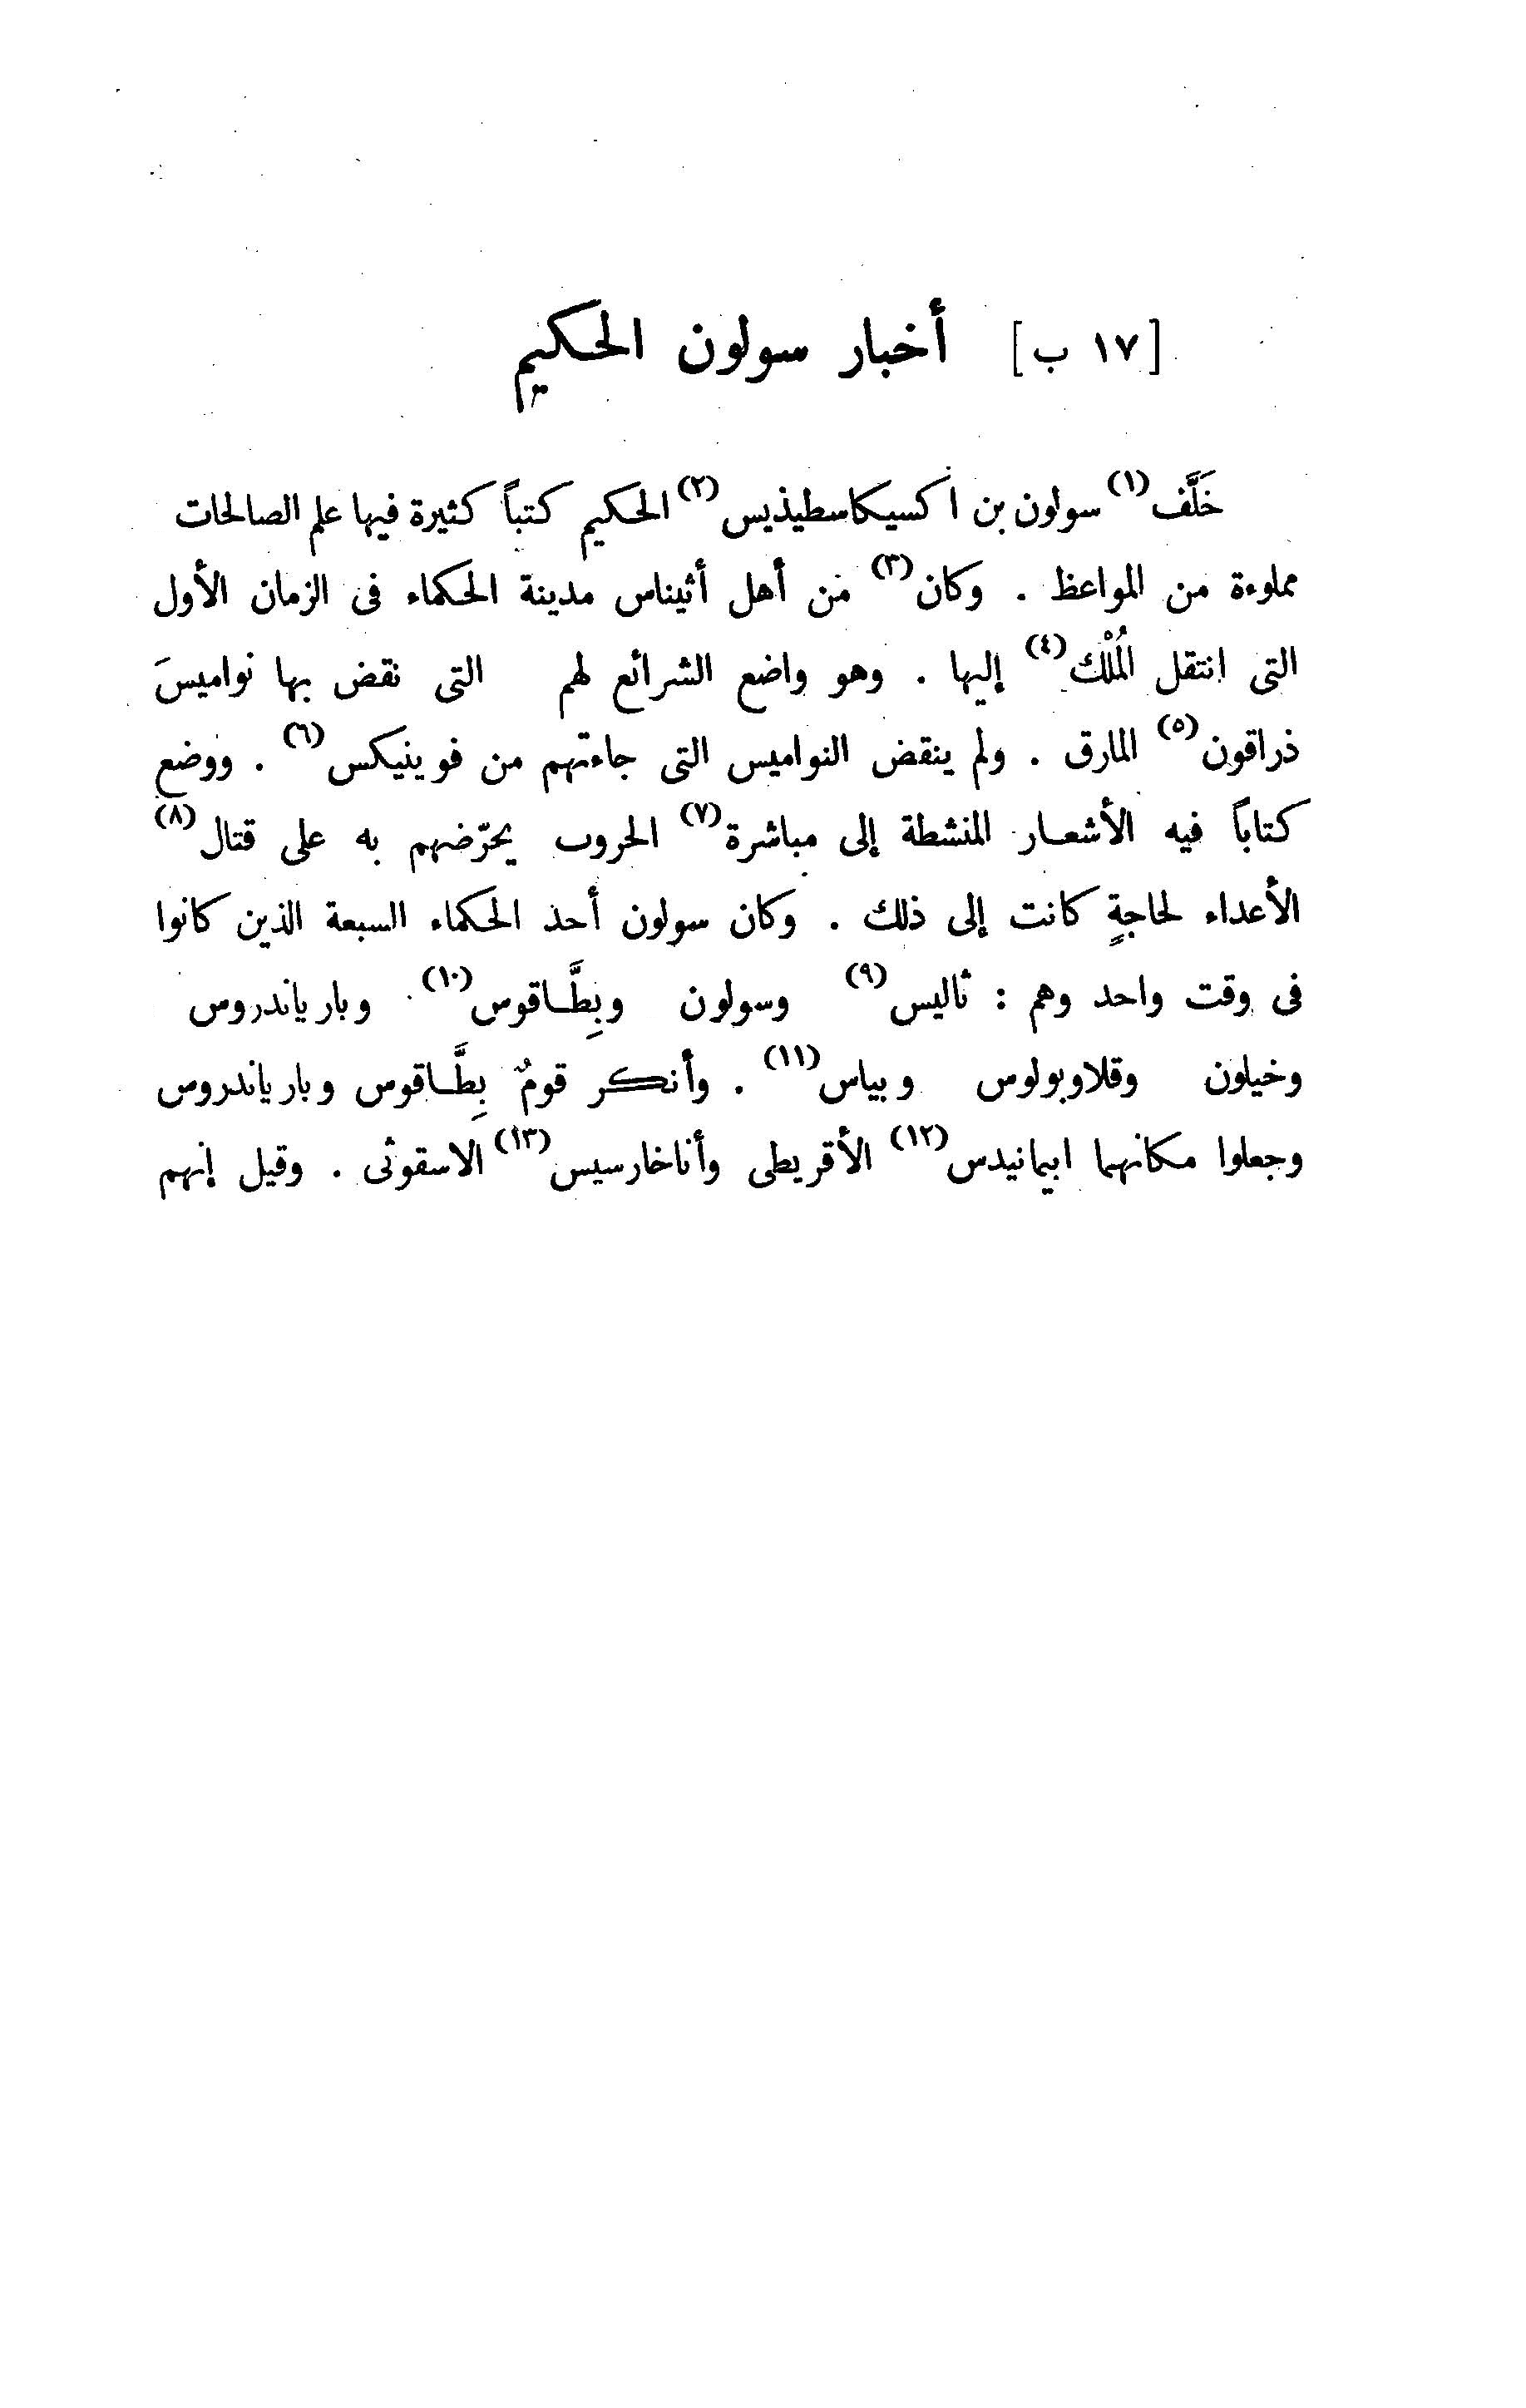 [١٧ ب] أخبار سولون الحكيم
خَلَّف(١) سولون بن اكسيكاسطيذيس(٢) الحكيم كتباً كثيرة فيها علم الصالحات
مملوءة من المواعظ . وكان(٣) من أهل أثيناس مدينة الحكماء فى الزمان الأول
التى انتقل المُلْك(٤) إليها . وهو واضع الشرائع لهم التى نقض بها نواميسَ
ذراقون(٥) المارق . ولم ينقض النواميس التى جاءتهم من فوينيكس(٦) . ووضع
كتاباً فيه الأشعار المنشطة إلى مباشرة(٧) الحروب يحرّضهم به على قتال(٨)
الأعداء لحاجةٍ كانت إلى ذلك . وكان سولون أحد الحكماء السبعة الذين كانوا
فى وقت واحد وهم : ثاليس(٩) وسولون وبِطَّاقوس(١٠) وبارياندروس
وخيلون وقلاوبولوس وبياس(١١) . وأنكر قومٌ بِطَّاقوس وبارياندروس
وجعلوا مكانهما ابيمانيدس(١٢) الأقريطى وأناخارسيس(١٣) الاسقوثى . وقيل إنهم